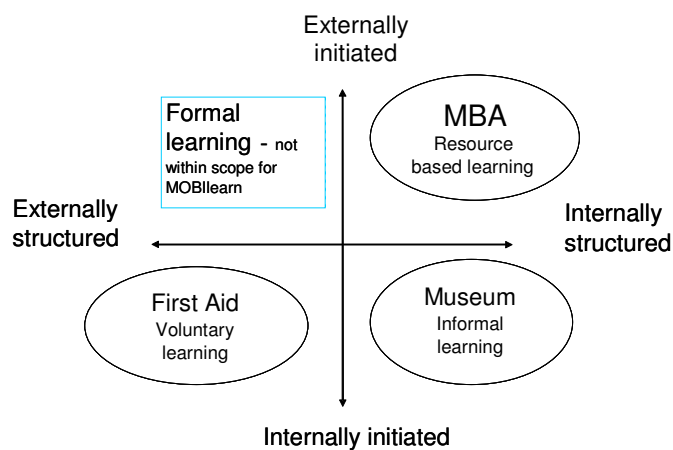 Externally
initiated
Formal
learning - not
within scope for
MOBIlearn
MBA
Resource
based learning
Externally
structured
Internally
structured
First Aid
Voluntary
learning
Museum
Informal
learning
Internally initiated